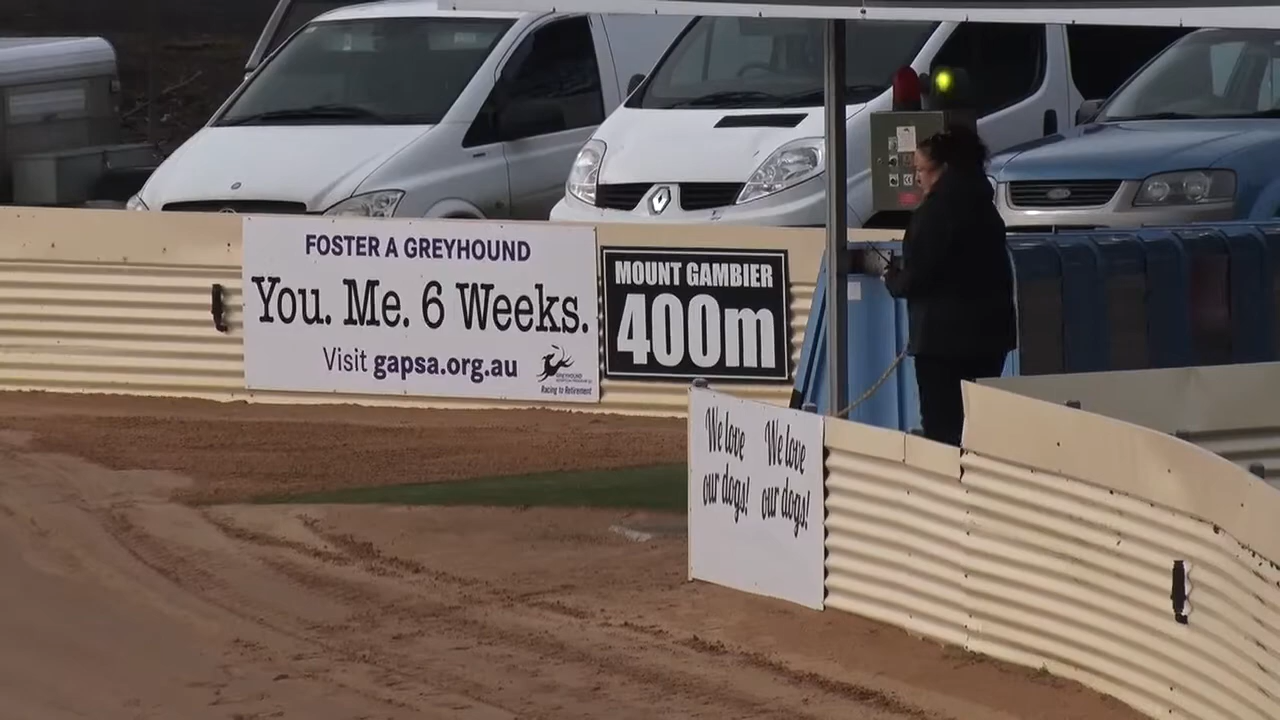 FOSTER A GREYHOUND
You. Me. 6 Weeks.
Visit gapsa.org.au
GREYHOUND
Racing to Retirement
MOUNT GAMBIER
400m
We love
our dogs!
We love
our dogs!